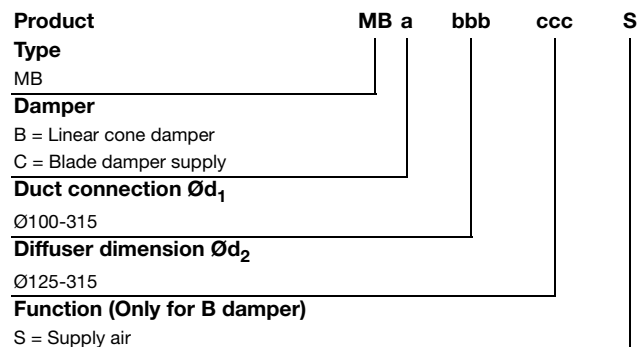 Product MB a bbb ccc S
Type
MB
Damper
B = Linear cone damper
C = Blade damper supply
Duct connection Ød1
Ø100-315
Diffuser dimension Ød2
Ø125-315
Function (Only for B damper)
S = Supply air